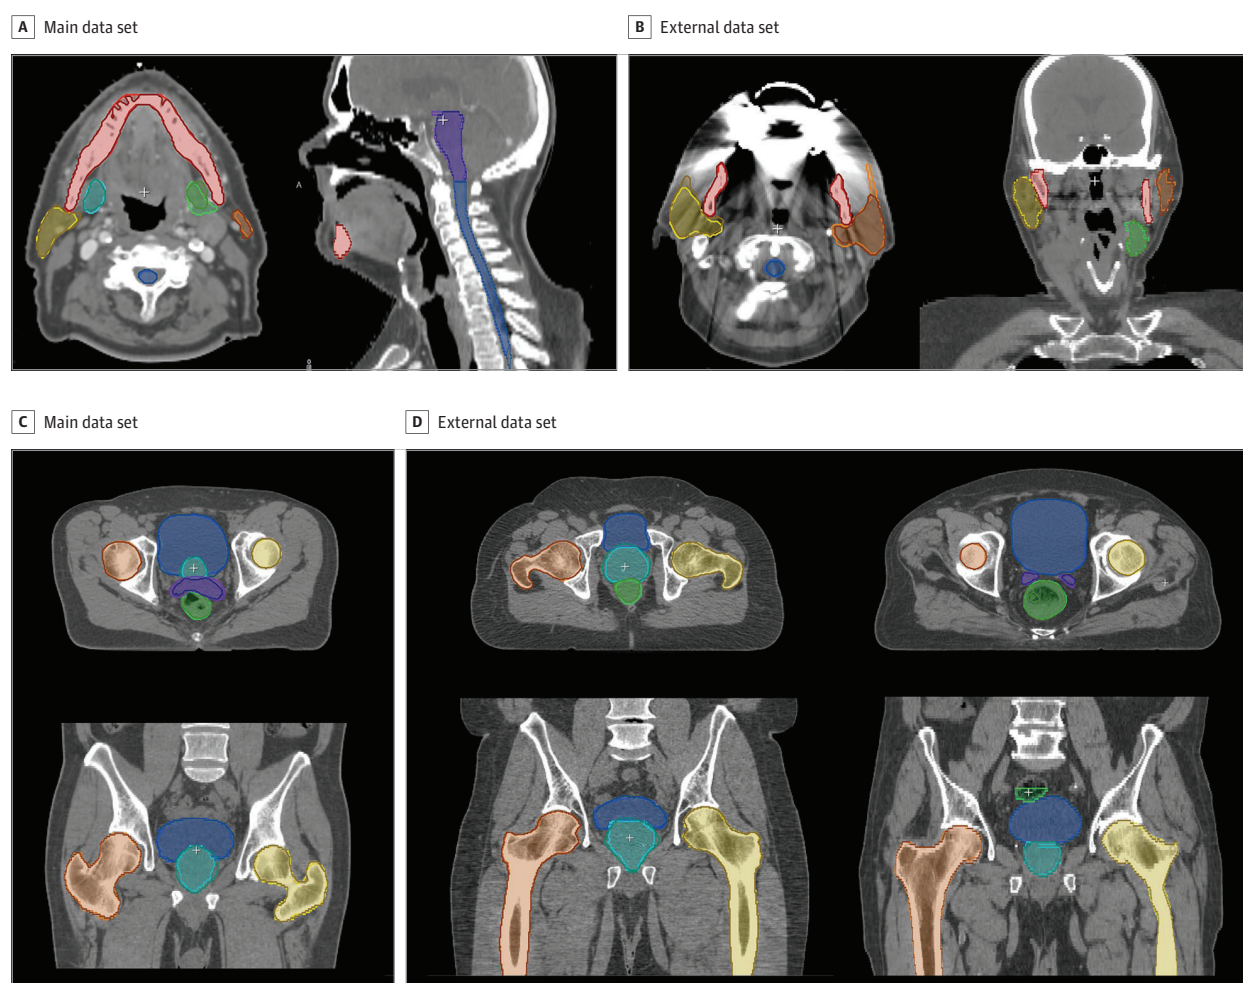 A Main data set
B External data set
A
C Main data set
D External data set